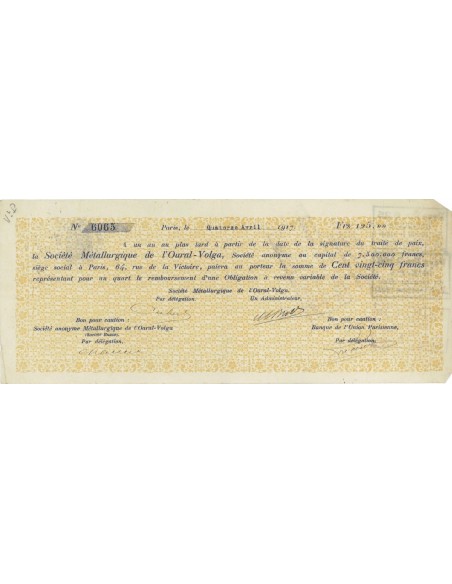 No 6065 Paris, le Quatorze Avril 1917 Frs 125,00
A un an au plus tard à partir de la date de la signature du traité de paix,
la Société Métallurgique de l'Oural-Volga, Société anonyme au capital de 7.508.000 francs,
siège social à Paris, 64, rue de la Victoire, paiera au porteur la somme de Cent vingt-cinq francs
représentant pour un quart le remboursement d'une Obligation à revenu variable de la Société.
Société Métallurgique de l'Oural-Volga.
Par délégation. Un Administrateur.
Bon pour caution : Bon pour caution :
Société anonyme Métallurgique de l'Oural-Volga Banque de l'Union Parisienne,
(Société Russe)
Par délégation. Par délégation.